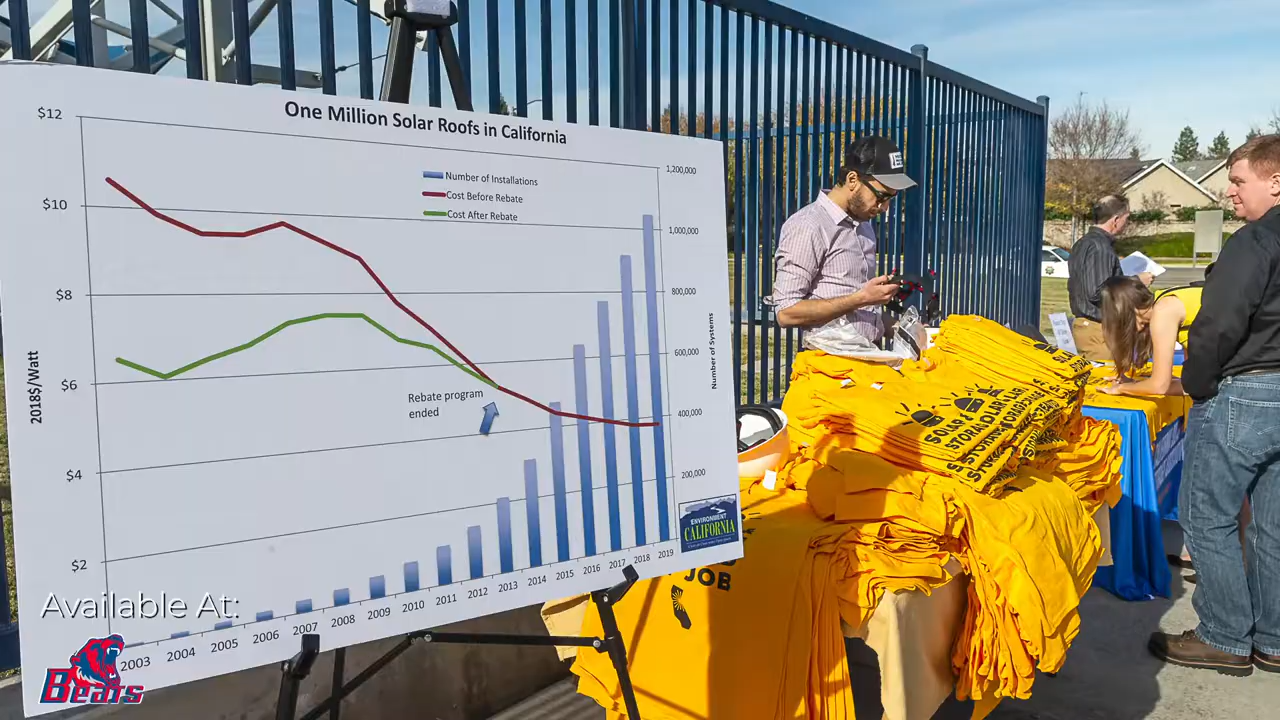 One Million Solar Roofs in California
$12
$10
$8
$6
$4
$2
2018$/Watt
Number of Installations
Cost Before Rebate
Cost After Rebate
1,200,000
1,000,000
800,000
600,000
400,000
200,000
Number of Systems
Rebate program
ended
2003 2004 2005 2006 2007 2008 2009 2010 2011 2012 2013 2014 2015 2016 2017 2018 2019
ENVIRONMENT
CALIFORNIA
Available At:
Bears
SOLAR &
STORAGE
JOB